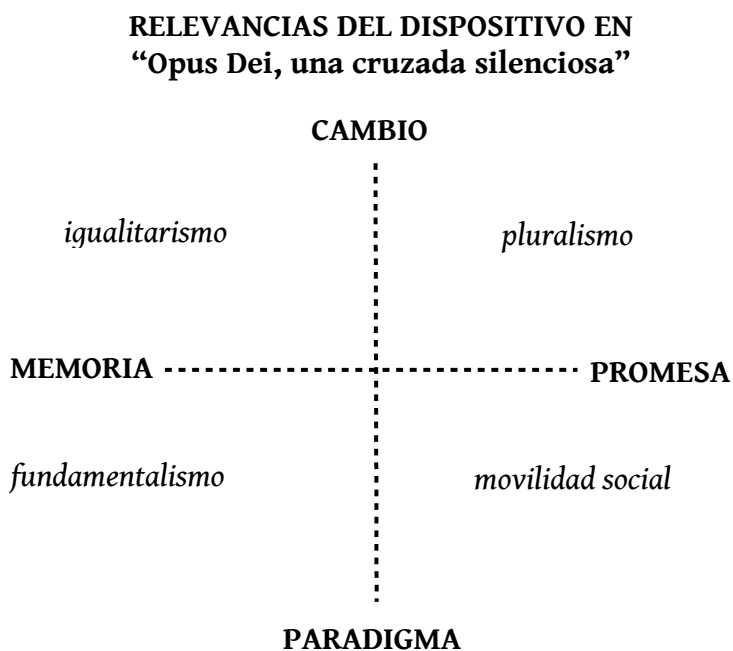 RELEVANCIAS DEL DISPOSITIVO EN
“Opus Dei, una cruzada silenciosa”
CAMBIO
igualitarismo
pluralismo
MEMORIA
PROMESA
fundamentalismo
movilidad social
PARADIGMA